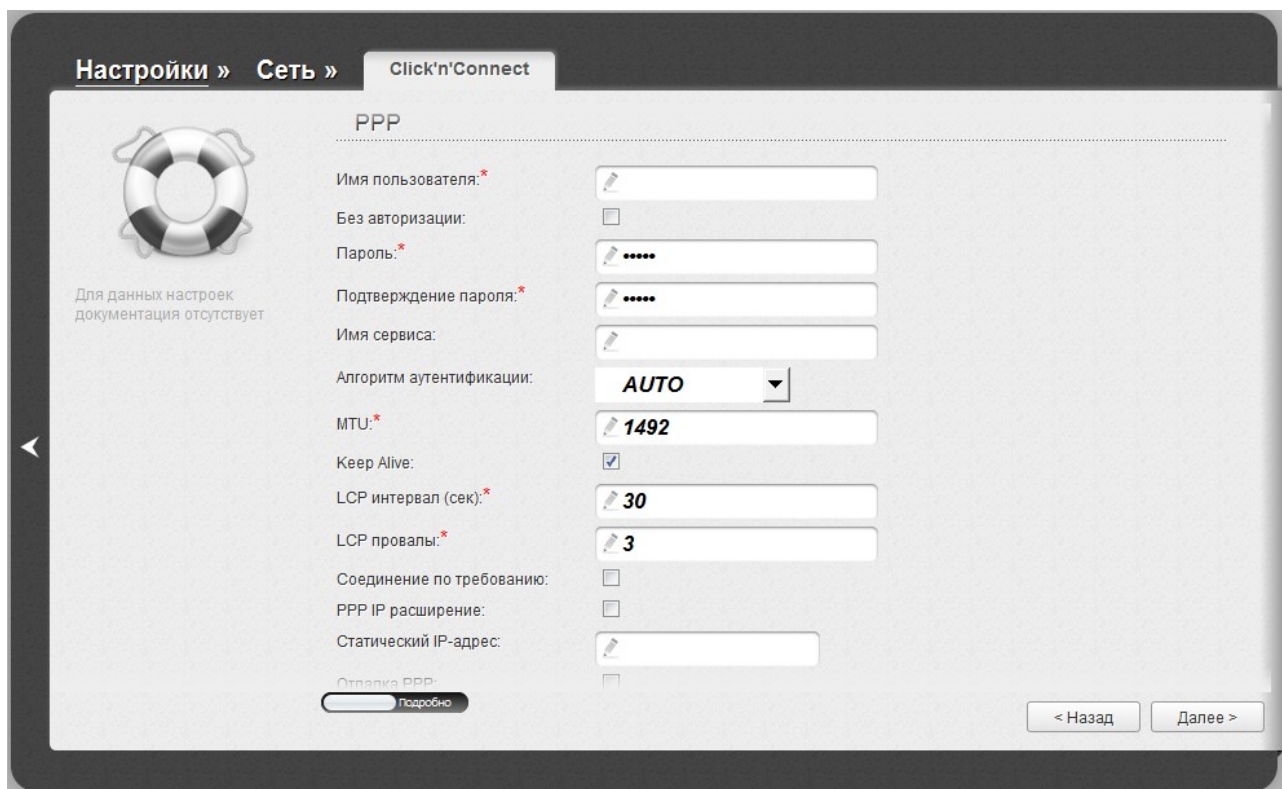 Настройки » Сеть » Click'n'Connect
PPP
Имя пользователя:*
Без авторизации:
Пароль:* •••••
Подтверждение пароля:* •••••
Имя сервиса:
Алгоритм аутентификации: AUTO
MTU:* 1492
Keep Alive:
LCP интервал (сек):* 30
LCP провалы:* 3
Соединение по требованию:
PPP IP расширение:
Статический IP-адрес:
Отладка PPP:
Для данных настроек
документация отсутствует
Подробно
< Назад
Далее >